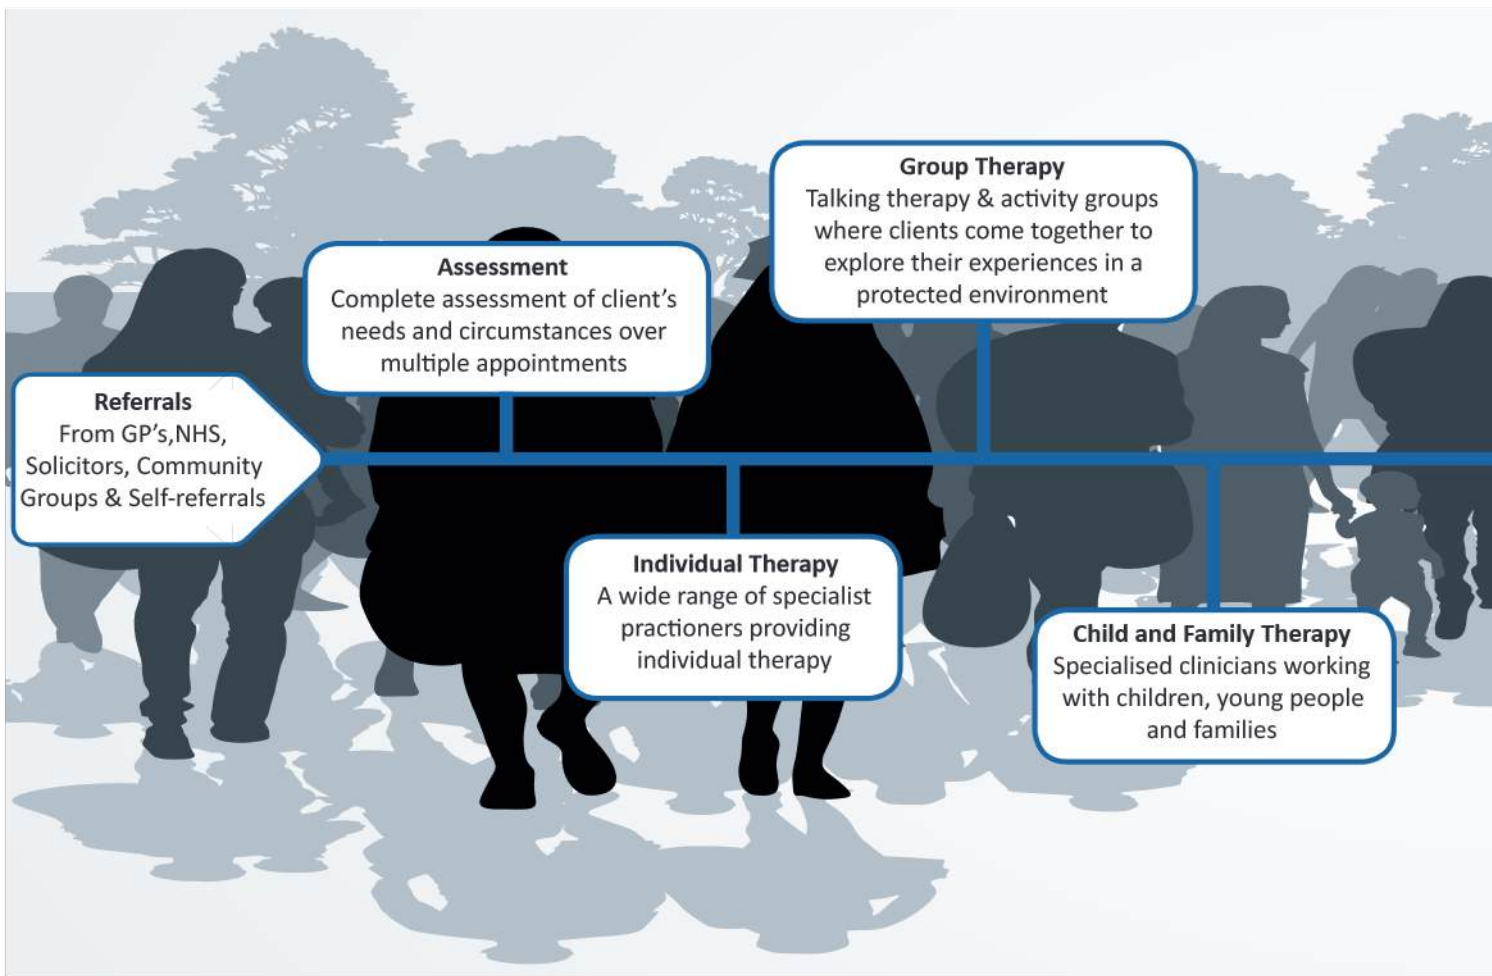 Referrals
From GP's,NHS,
Solicitors, Community
Groups & Self-referrals
Assessment
Complete assessment of client's
needs and circumstances over
multiple appointments
Individual Therapy
A wide range of specialist
practioners providing
individual therapy
Group Therapy
Talking therapy & activity groups
where clients come together to
explore their experiences in a
protected environment
Child and Family Therapy
Specialised clinicians working
with children, young people
and families